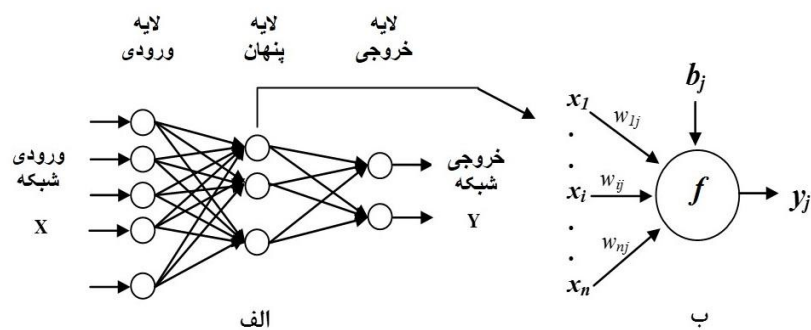 لایه
ورودی
لایه
پنهان
لایه
خروجی
ورودی
شبکه
X
خروجی
شبکه
Y
الف
x1
.
.
xi
.
.
xn
w1j
wij
wnj
bj
f
yj
ب